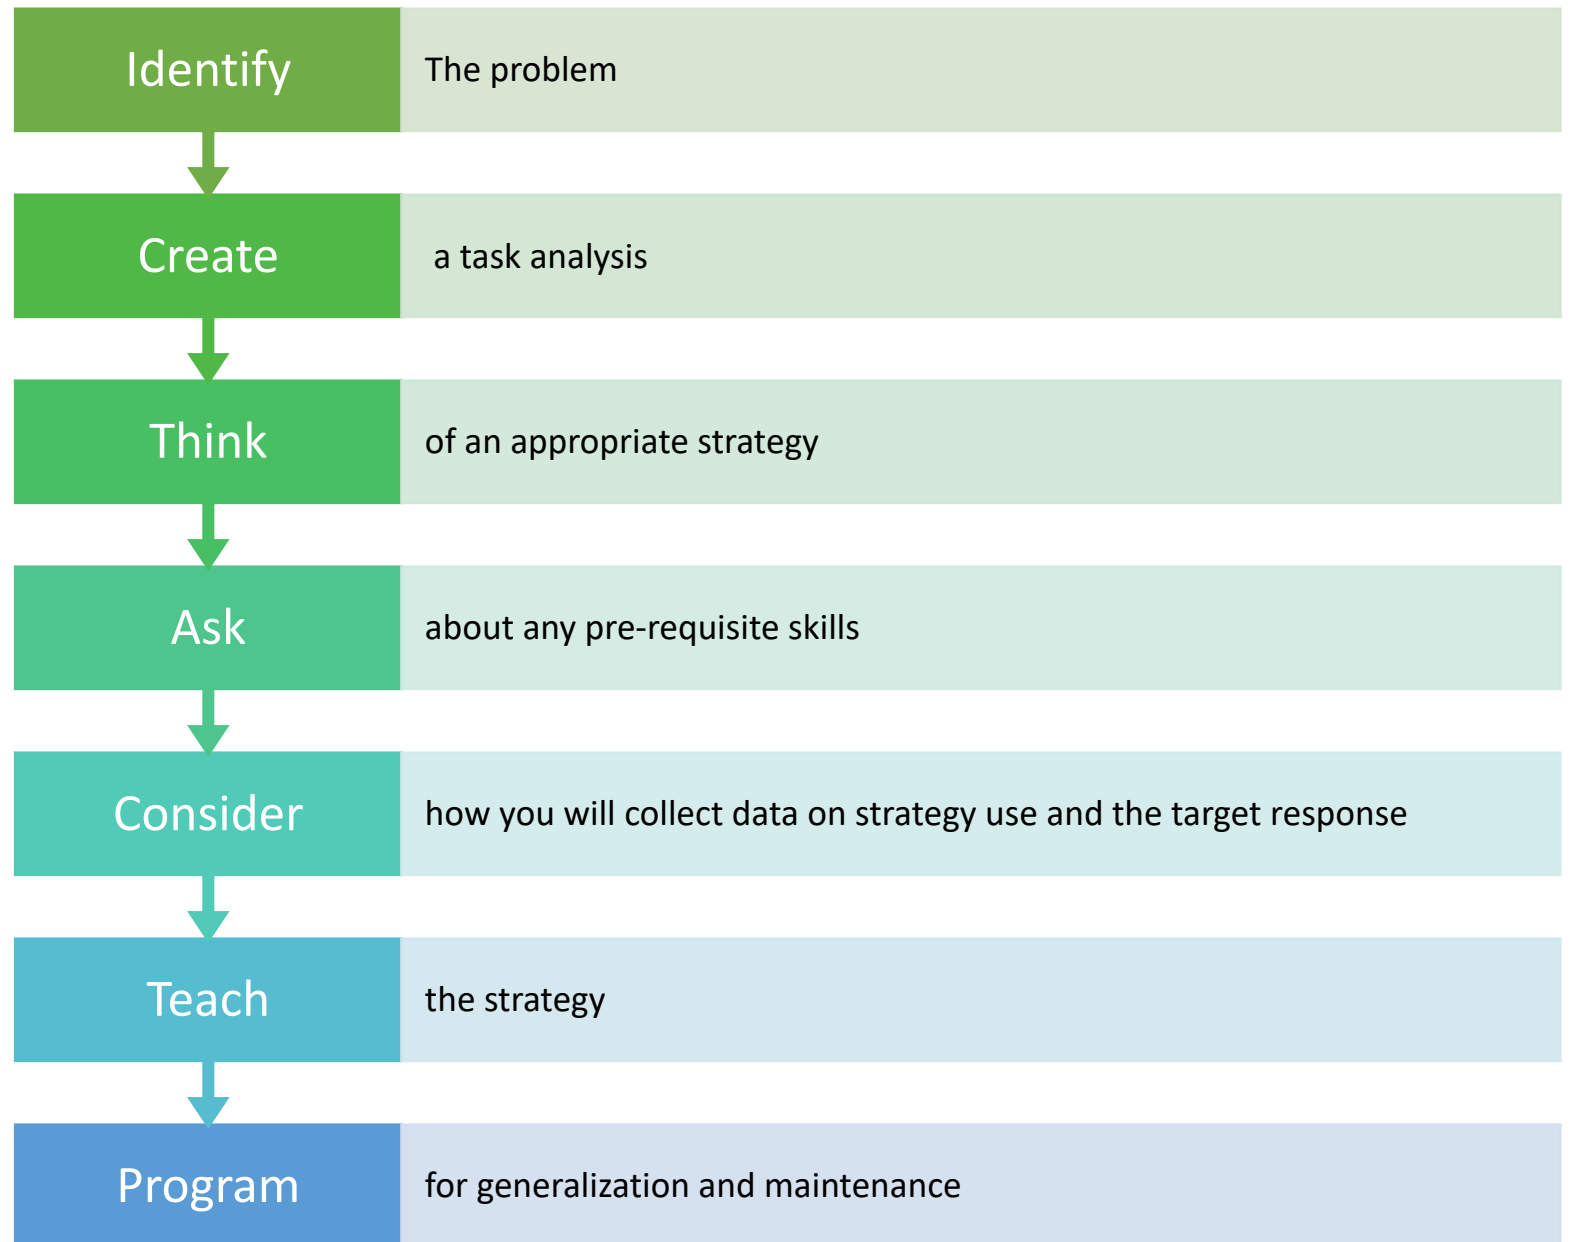 Identify
The problem
Create
a task analysis
Think
of an appropriate strategy
Ask
about any pre-requisite skills
Consider
how you will collect data on strategy use and the target response
Teach
the strategy
Program
for generalization and maintenance